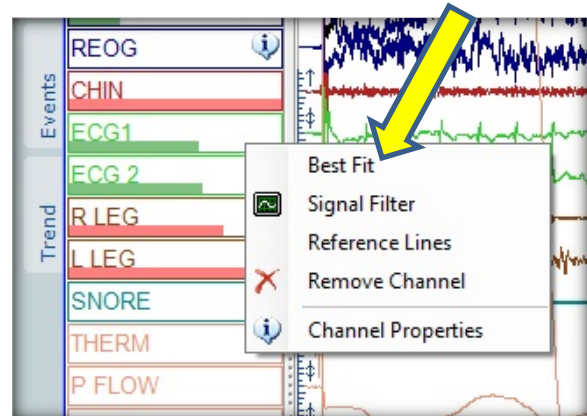 Events
Trend
REOG
CHIN
ECG1
ECG 2
R LEG
L LEG
SNORE
THERM
P FLOW
Best Fit
Signal Filter
Reference Lines
Remove Channel
Channel Properties